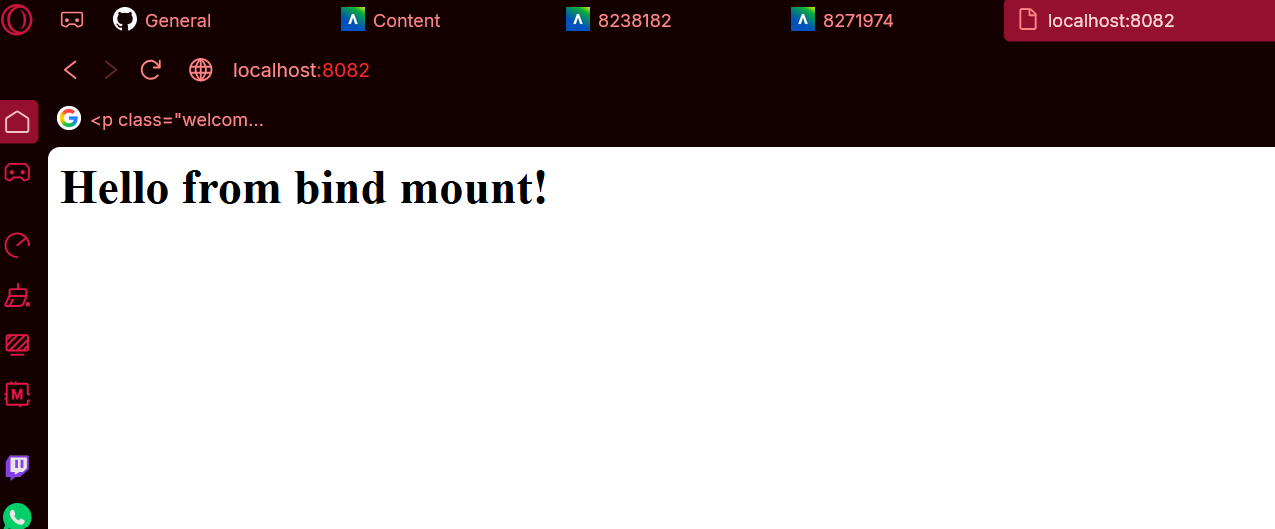 General
Content
8238182
8271974
localhost:8082
localhost:8082
<p class="welcom...
Hello from bind mount!
M